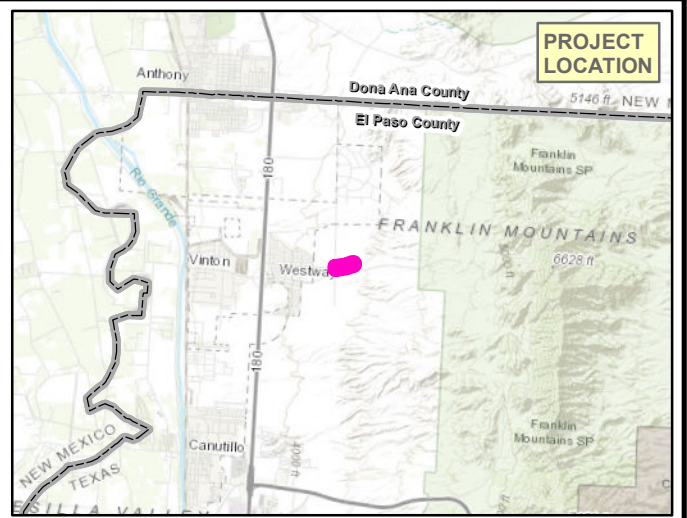 PROJECT
LOCATION
Anthony
Dona Ana County
5146 ft
NEW
El Paso County
180
Franklin
Mountains SP
Rio Grande
FRANKLIN MOUNTAINS
Vinton
Westway
6628 ft
180
Franklin
Mountains SP
Canutillo
4000 ft
NEW MEXICO
TEXAS
SILLA VALLEY